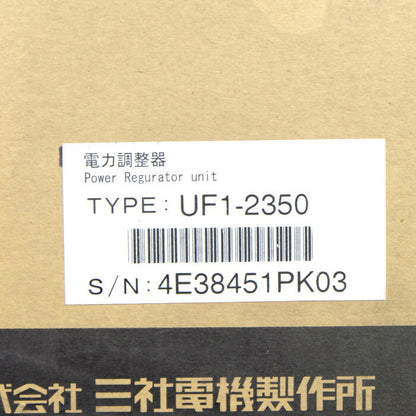 電力調整器
Power Regurator unit
TYPE: UF1-2350
S/N: 4E38451PK03
式会社 三社電機製作所